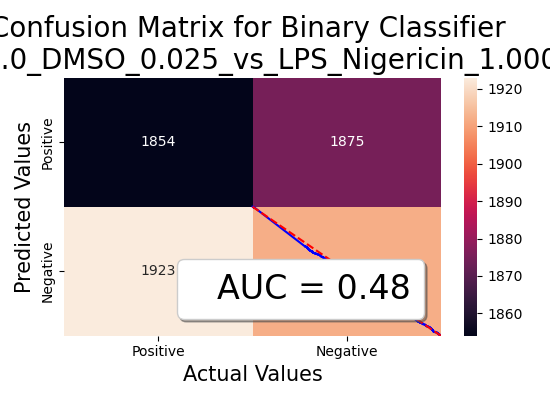 Confusion Matrix for Binary Classifier
.0_DMSO_0.025_vs_LPS_Nigericin_1.000
Predicted Values
Positive
Negative
1854
1875
1923
AUC = 0.48
Positive
Negative
Actual Values
1920
1910
1900
1890
1880
1870
1860